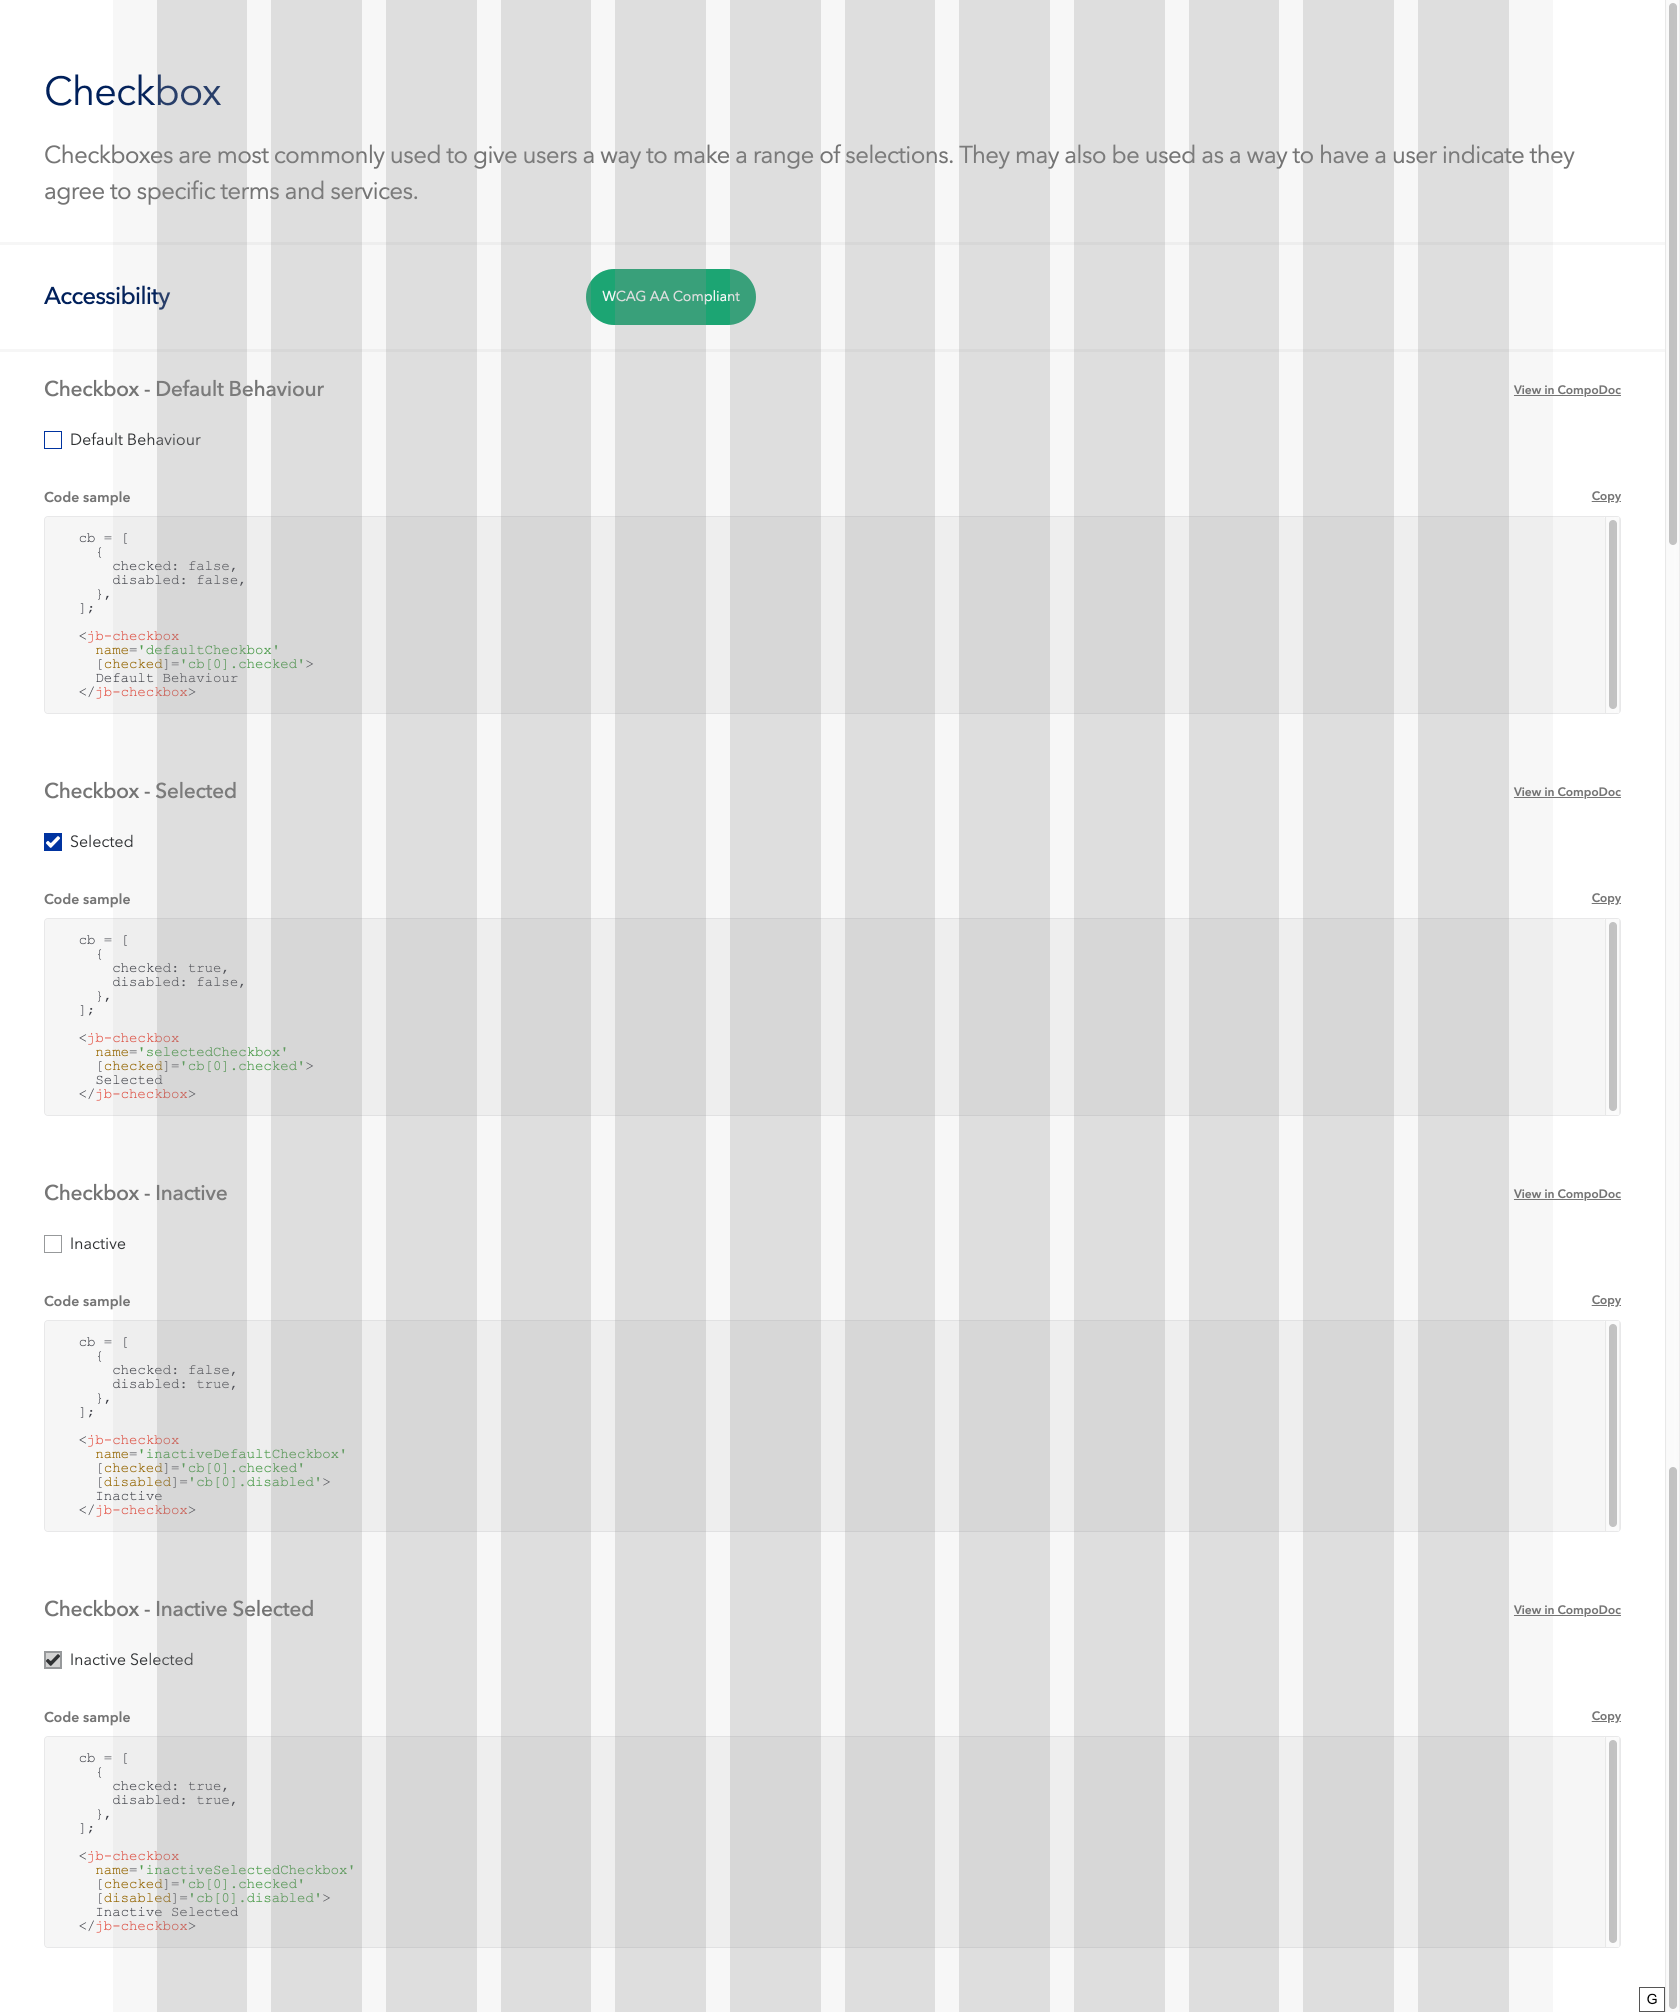 Checkbox
Checkboxes are most commonly used to give users a way to make a range of selections. They may also be used as a way to have a user indicate they
agree to specific terms and services.
Accessibility
WCAG AA Compliant
Checkbox - Default Behaviour
View in CompoDoc
Default Behaviour
Code sample
Copy
cb = [
{
checked: false,
disabled: false,
},
];
<jb-checkbox
name='defaultCheckbox'
[checked]='cb[0].checked'>
Default Behaviour
</jb-checkbox>
Checkbox - Selected
View in CompoDoc
Selected
Code sample
Copy
cb = [
{
checked: true,
disabled: false,
},
];
<jb-checkbox
name='selectedCheckbox'
[checked]='cb[0].checked'>
Selected
</jb-checkbox>
Checkbox - Inactive
View in CompoDoc
Inactive
Code sample
Copy
cb = [
{
checked: false,
disabled: true,
},
];
<jb-checkbox
name='inactiveDefaultCheckbox'
[checked]='cb[0].checked'
[disabled]='cb[0].disabled'>
Inactive
</jb-checkbox>
Checkbox - Inactive Selected
View in CompoDoc
Inactive Selected
Code sample
Copy
cb = [
{
checked: true,
disabled: true,
},
];
<jb-checkbox
name='inactiveSelectedCheckbox'
[checked]='cb[0].checked'
[disabled]='cb[0].disabled'>
Inactive Selected
</jb-checkbox>
G